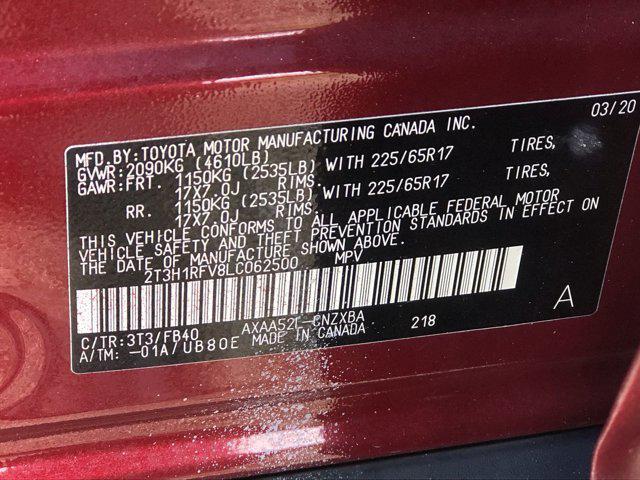 03/20
MFD. BY: TOYOTA MOTOR MANUFACTURING CANADA INC.
GVWR: 2090KG (4610LB)
GAWR: FRT. 1150KG (2535LB) WITH 225/65R17 TIRES,
17X7.0J RIMS,
RR. 1150KG (2535LB) WITH 225/65R17 TIRES,
17X7.0J RIMS.
THIS VEHICLE CONFORMS TO ALL APPLICABLE FEDERAL MOTOR
VEHICLE SAFETY AND THEFT PREVENTION STANDARDS IN EFFECT ON
THE DATE OF MANUFACTURE SHOWN ABOVE.
2T3H1RFV8LC062500 MPV
A
C/TR: 3T3/FB40 AXAA52L-CNZXBA 218
A/TM: -01A/UB80E MADE IN CANADA